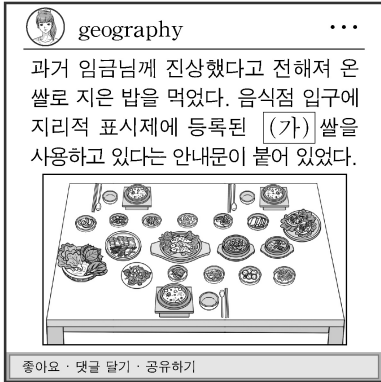 geography
과거 임금님께 진상했다고 전해져 온
쌀로 지은 밥을 먹었다. 음식점 입구에
지리적 표시제에 등록된 (가) 쌀을
사용하고 있다는 안내문이 붙어 있었다.
좋아요 · 댓글 달기 · 공유하기